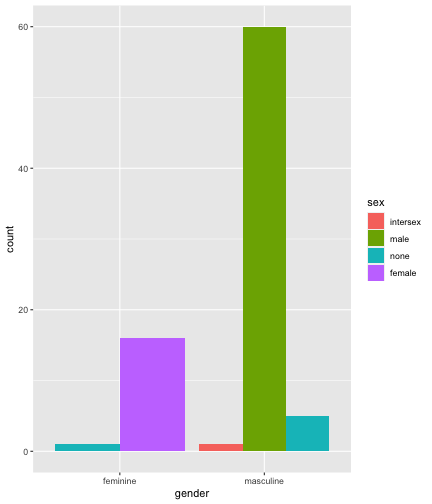 60
40
20
0
count
feminine
masculine
gender
sex
intersex
male
none
female